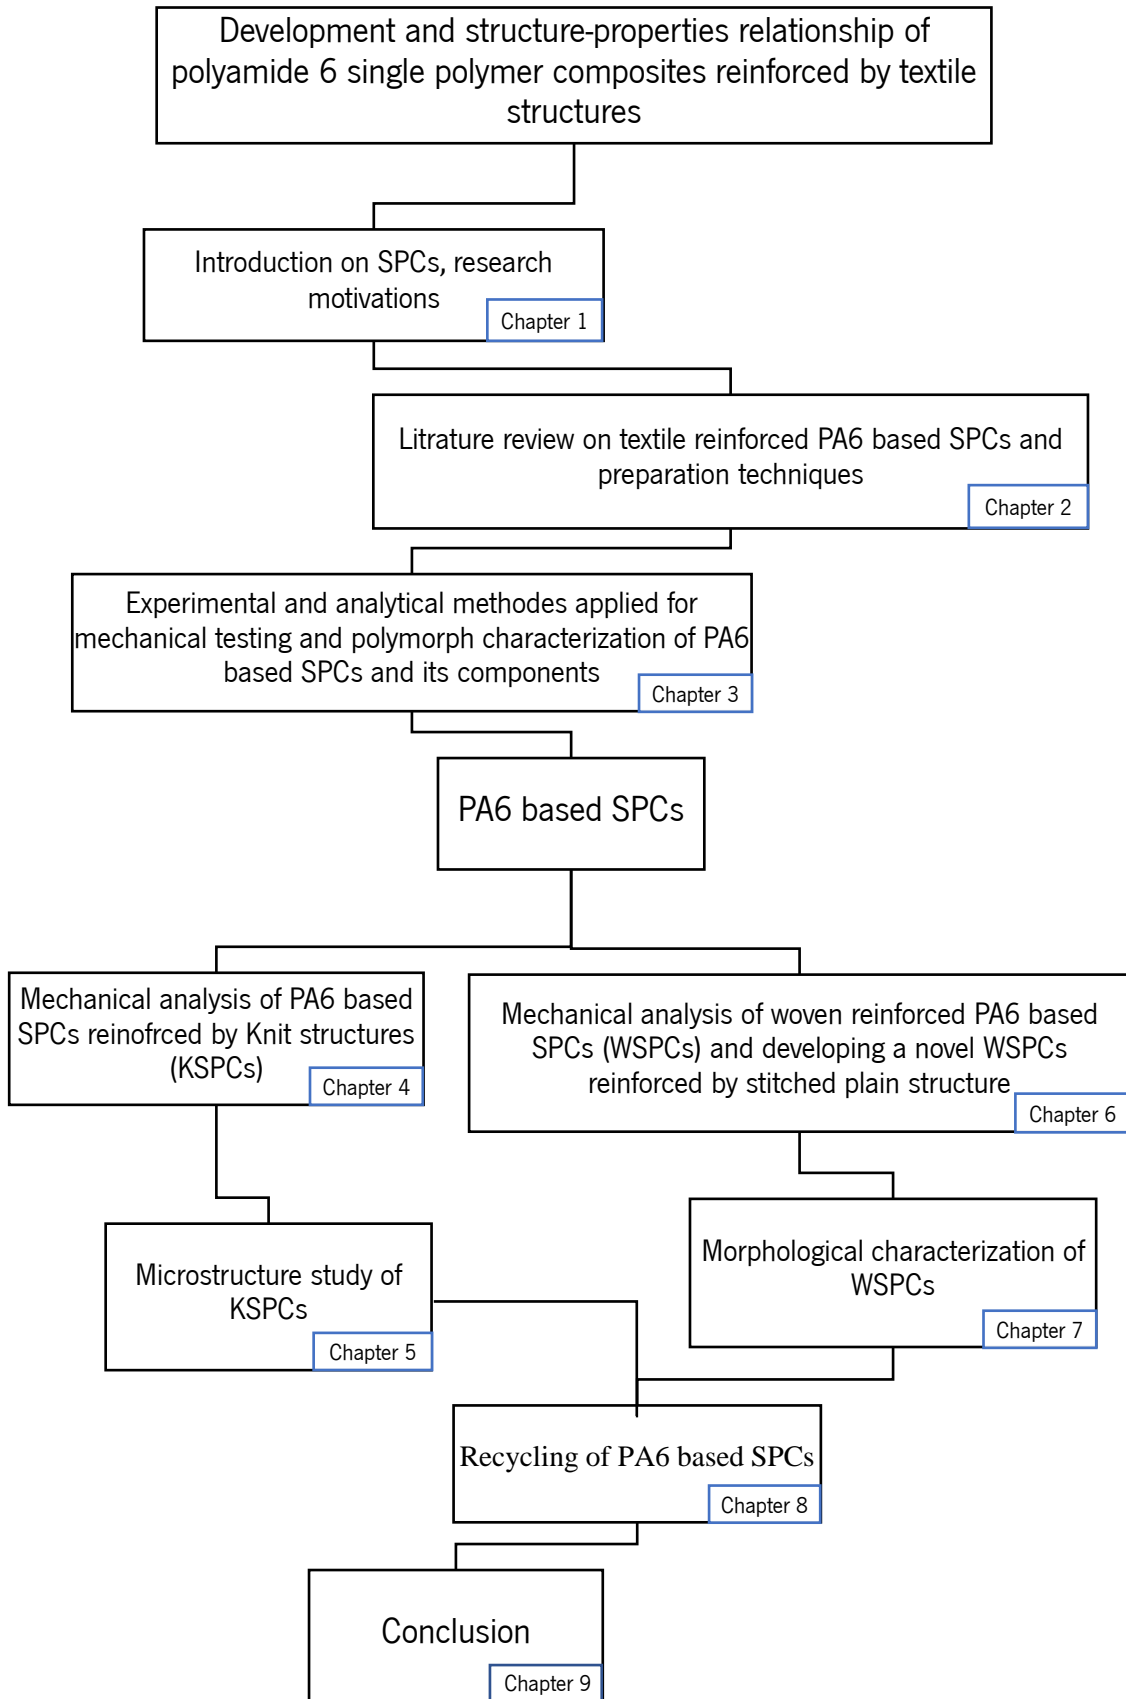 Development and structure-properties relationship of
polyamide 6 single polymer composites reinforced by textile
structures
Introduction on SPCs, research
motivations
Chapter 1
Litrature review on textile reinforced PA6 based SPCs and
preparation techniques
Chapter 2
Experimental and analytical methodes applied for
mechanical testing and polymorph characterization of PA6
based SPCs and its components
Chapter 3
PA6 based SPCs
Mechanical analysis of PA6 based
SPCs reinofrced by Knit structures
(KSPCs)
Chapter 4
Mechanical analysis of woven reinforced PA6 based
SPCs (WSPCs) and developing a novel WSPCs
reinforced by stitched plain structure
Chapter 6
Microstructure study of
KSPCs
Chapter 5
Morphological characterization of
WSPCs
Chapter 7
Recycling of PA6 based SPCs
Chapter 8
Conclusion
Chapter 9